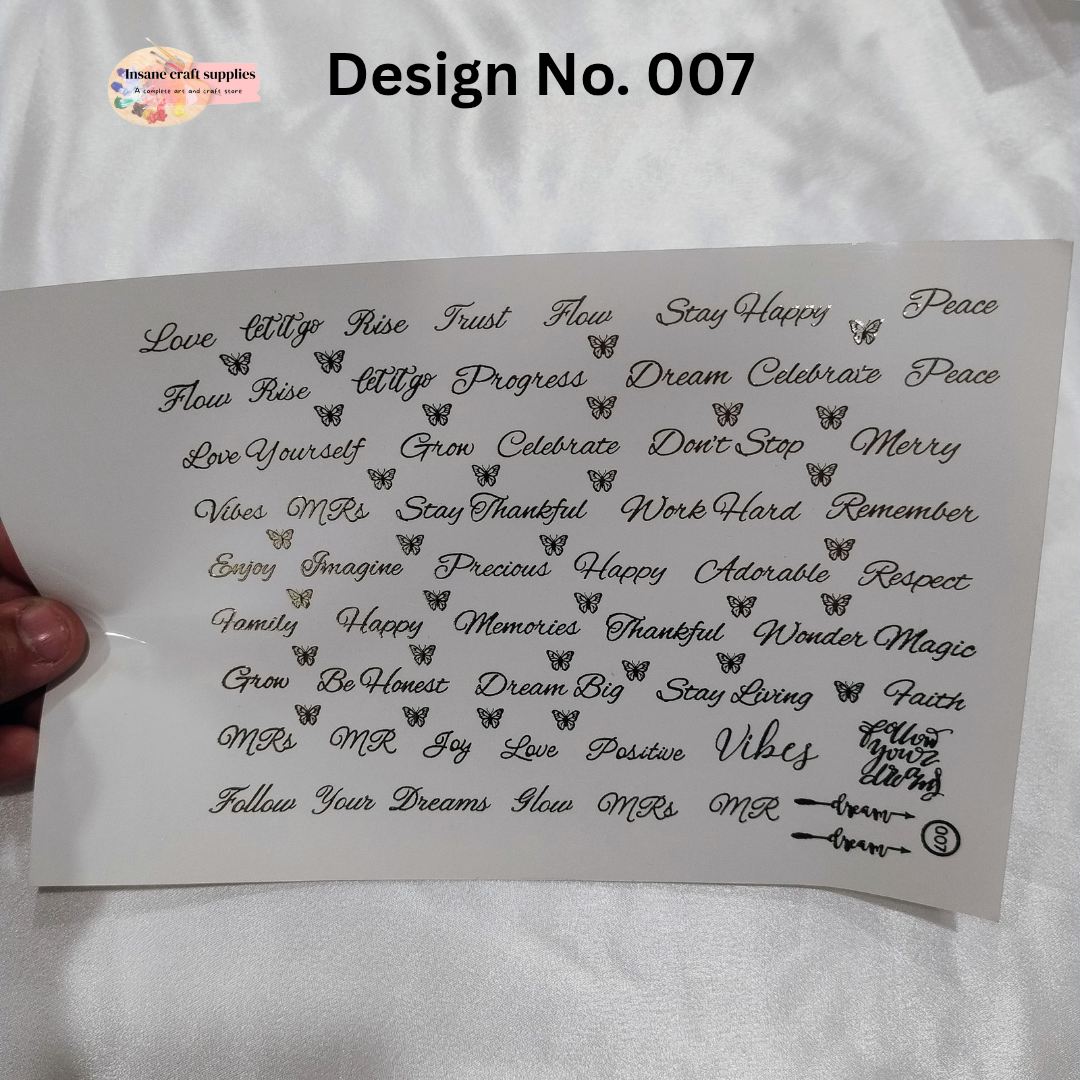 Insane craft supplies
A complete art and craft store
Design No. 007
Love let it go Rise Trust Flow Stay Happy Peace
Flow Rise let it go Progress Dream Celebrate Peace
Love Yourself Grow Celebrate Don't Stop Merry
Vibes MRs Stay Thankful Work Hard Remember
Enjoy Imagine Precious Happy Adorable Respect
Family Happy Memories Thankful Wonder Magic
Grow Be Honest Dream Big Stay Living Faith
MRs MR Joy Love Positive Vibes
follow
your
dreams
Follow Your Dreams Glow MRs MR
dream
dream
007